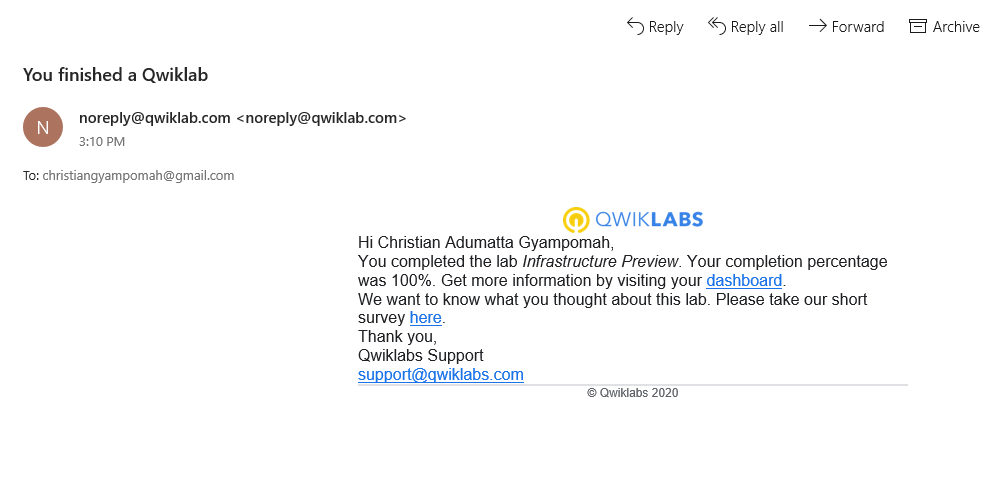 Reply Reply all Forward Archive
You finished a Qwiklab
N
noreply@qwiklab.com <noreply@qwiklab.com>
3:10 PM
To: christiangyampomah@gmail.com
QWIKLABS
Hi Christian Adumatta Gyampomah,
You completed the lab Infrastructure Preview. Your completion percentage
was 100%. Get more information by visiting your dashboard.
We want to know what you thought about this lab. Please take our short
survey here.
Thank you,
Qwiklabs Support
support@qwiklabs.com
© Qwiklabs 2020